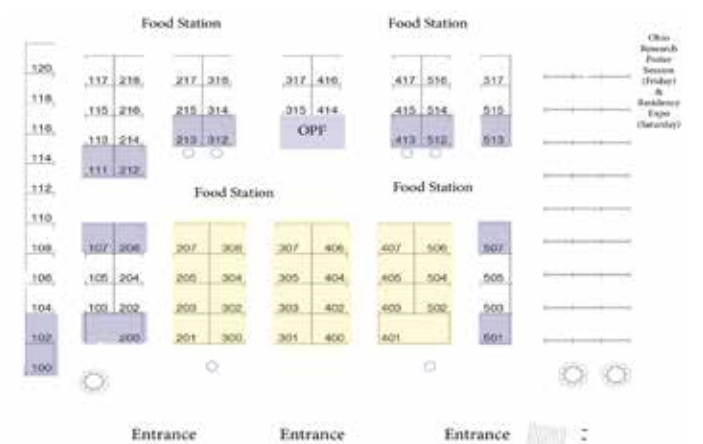 Food Station Food Station
Ohio
Research
Poster
Session
(Friday)
&
Residency
Expo
(Saturday)
120 117 216 217 316 317 416 417 516 517
118 115 216 215 314 315 414 415 514 515
116 113 214 213 312 OPF 413 512 513
114 111 212
112 Food Station Food Station
110
108 107 206 207 306 307 406 407 506 507
106 105 204 205 304 305 404 405 504 505
104 103 202 203 302 303 402 403 502 503
102 200 201 300 301 400 401 501
100
Entrance Entrance Entrance